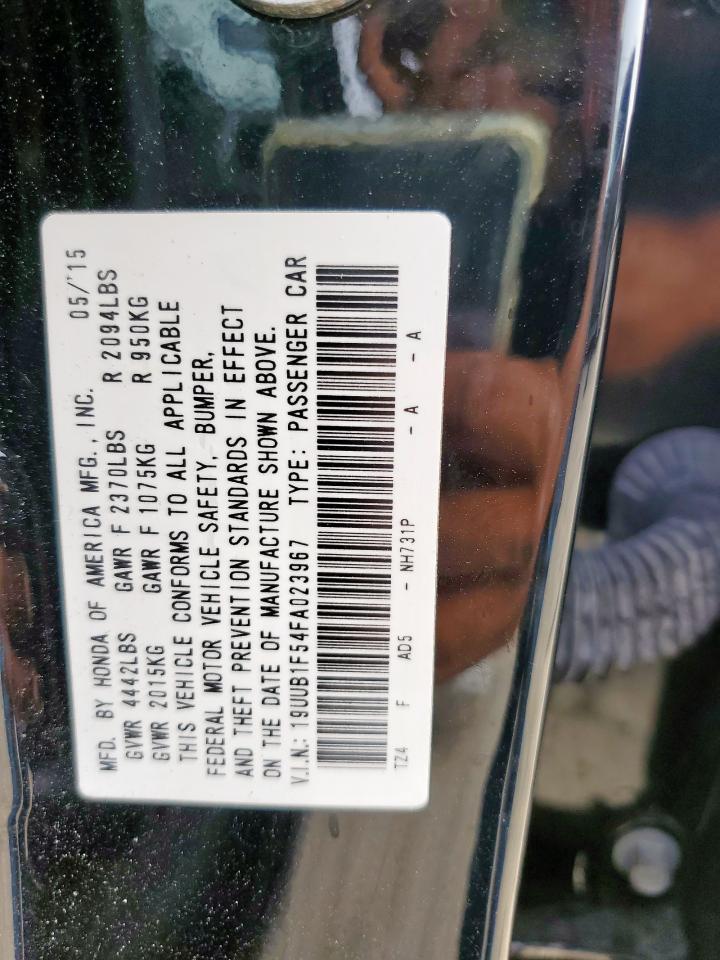 MFD. BY HONDA OF AMERICA MFG., INC. 05/'15
GVWR 4442LBS GAWR F 2370LBS R 2094LBS
GVWR 2015KG GAWR F 1075KG R 950KG
THIS VEHICLE CONFORMS TO ALL APPLICABLE
FEDERAL MOTOR VEHICLE SAFETY, BUMPER,
AND THEFT PREVENTION STANDARDS IN EFFECT
ON THE DATE OF MANUFACTURE SHOWN ABOVE.
V.I.N.: 19UUB1F54FA023967 TYPE: PASSENGER CAR
TZ4 F AD5 - NH731P - A - A